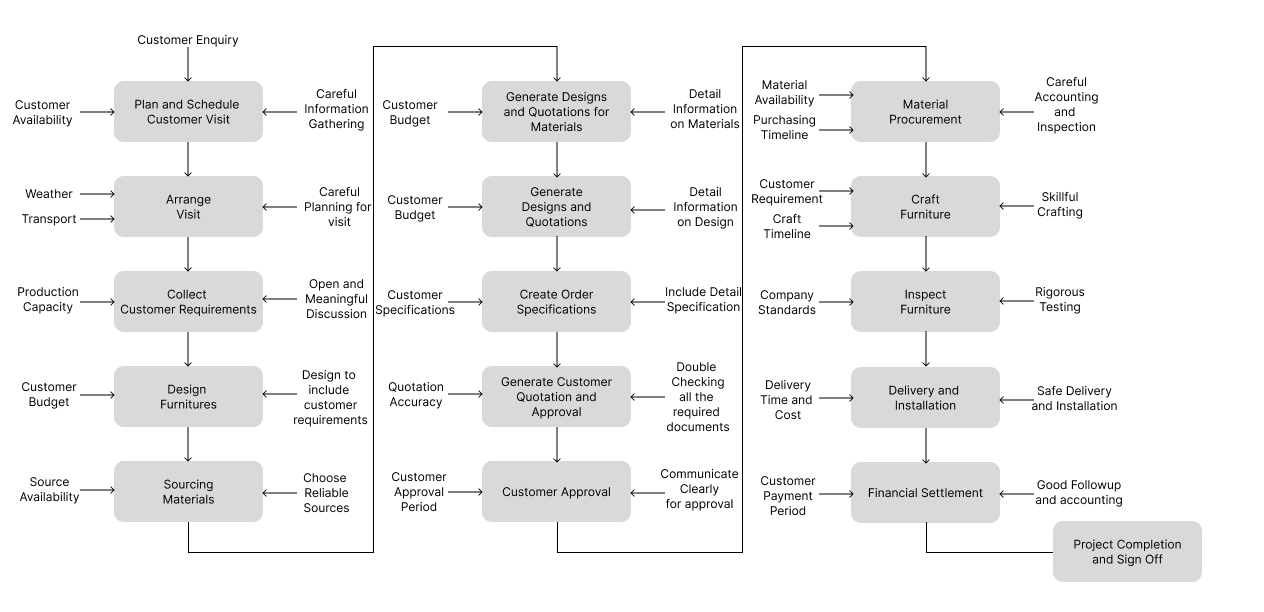 Customer Enquiry
Plan and Schedule
Customer Visit
Customer
Availability
Careful
Information
Gathering
Arrange
Visit
Weather
Transport
Careful
Planning for
visit
Collect
Customer Requirements
Production
Capacity
Open and
Meaningful
Discussion
Design
Furnitures
Customer
Budget
Design to
include
customer
requirements
Sourcing
Materials
Source
Availability
Choose
Reliable
Sources
Generate Designs
and Quotations for
Materials
Customer
Budget
Detail
Information
on Materials
Generate
Designs and
Quotations
Customer
Budget
Detail
Information
on Design
Create Order
Specifications
Customer
Specifications
Include Detail
Specification
Generate Customer
Quotation and
Approval
Quotation
Accuracy
Double
Checking
all the
required
documents
Customer Approval
Customer
Approval
Period
Communicate
Clearly
for approval
Material
Procurement
Material
Availability
Purchasing
Timeline
Careful
Accounting
and
Inspection
Craft
Furniture
Customer
Requirement
Craft
Timeline
Skillful
Crafting
Inspect
Furniture
Company
Standards
Rigorous
Testing
Delivery and
Installation
Delivery
Time and
Cost
Safe Delivery
and Installation
Financial Settlement
Customer
Payment
Period
Good Followup
and accounting
Project Completion
and Sign Off